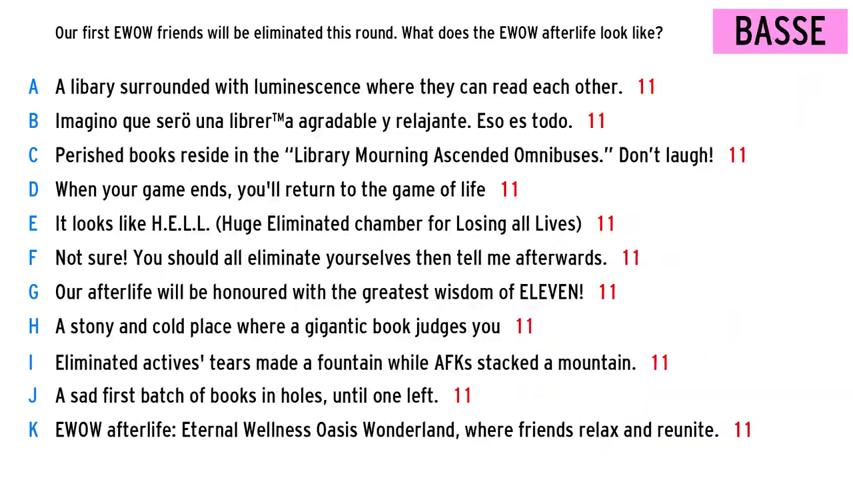 Our first EWOW friends will be eliminated this round. What does the EWOW afterlife look like?
BASSE
A A libary surrounded with luminescence where they can read each other. 11
B Imagino que serö una librer™a agradable y relajante. Eso es todo. 11
C Perished books reside in the “Library Mourning Ascended Omnibuses.” Don’t laugh! 11
D When your game ends, you'll return to the game of life 11
E It looks like H.E.L.L. (Huge Eliminated chamber for Losing all Lives) 11
F Not sure! You should all eliminate yourselves then tell me afterwards. 11
G Our afterlife will be honoured with the greatest wisdom of ELEVEN! 11
H A stony and cold place where a gigantic book judges you 11
I Eliminated actives' tears made a fountain while AFKs stacked a mountain. 11
J A sad first batch of books in holes, until one left. 11
K EWOW afterlife: Eternal Wellness Oasis Wonderland, where friends relax and reunite. 11